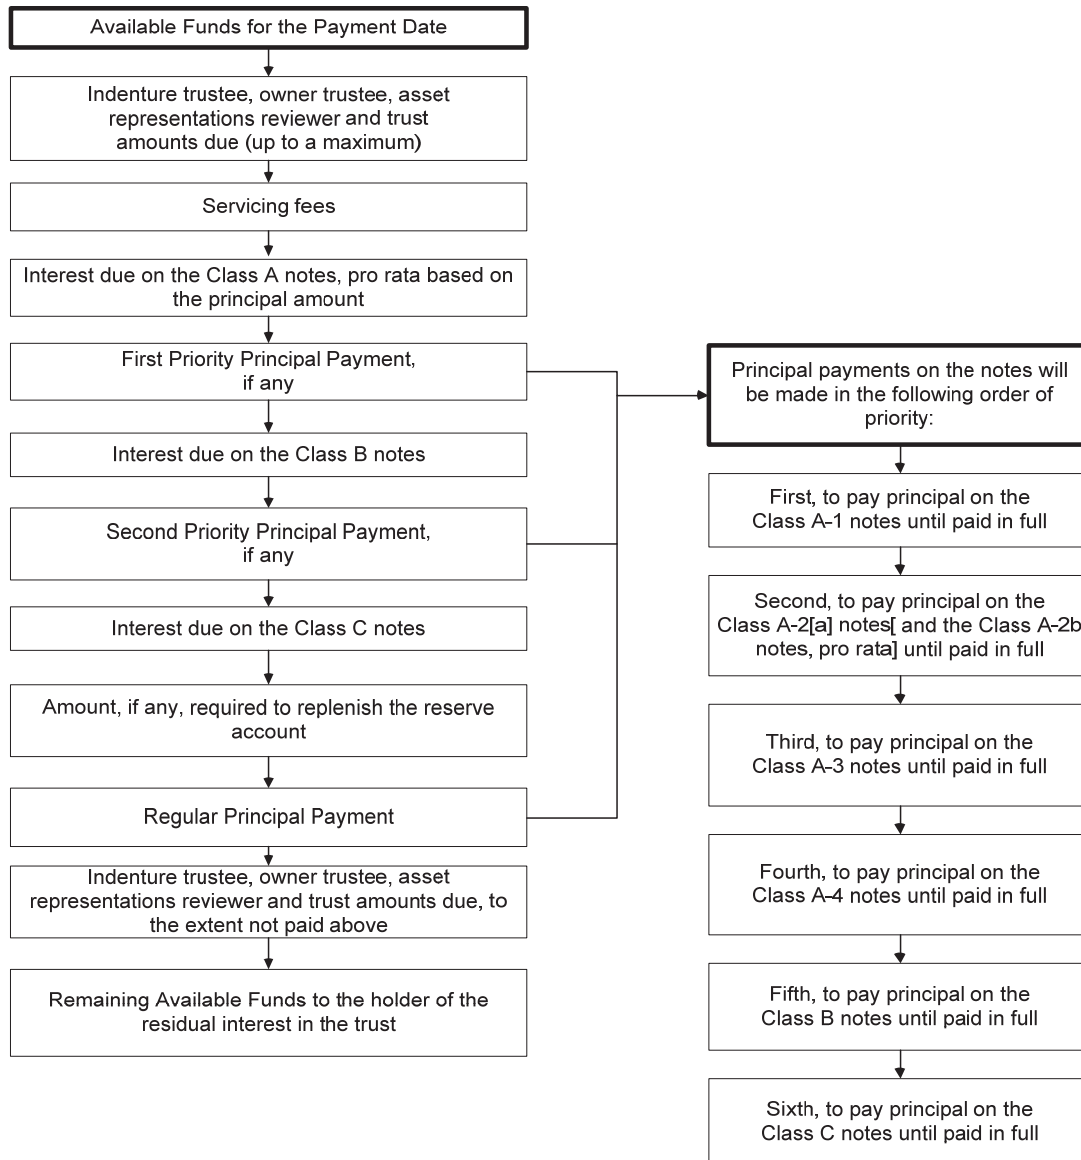 Available Funds for the Payment Date
Indenture trustee, owner trustee, asset
representations reviewer and trust
amounts due (up to a maximum)
Servicing fees
Interest due on the Class A notes, pro rata based on
the principal amount
First Priority Principal Payment,
if any
Interest due on the Class B notes
Second Priority Principal Payment,
if any
Interest due on the Class C notes
Amount, if any, required to replenish the reserve
account
Regular Principal Payment
Indenture trustee, owner trustee, asset
representations reviewer and trust amounts due, to
the extent not paid above
Remaining Available Funds to the holder of the
residual interest in the trust
Principal payments on the notes will
be made in the following order of
priority:
First, to pay principal on the
Class A-1 notes until paid in full
Second, to pay principal on the
Class A-2[a] notes[ and the Class A-2b
notes, pro rata] until paid in full
Third, to pay principal on the
Class A-3 notes until paid in full
Fourth, to pay principal on the
Class A-4 notes until paid in full
Fifth, to pay principal on the
Class B notes until paid in full
Sixth, to pay principal on the
Class C notes until paid in full